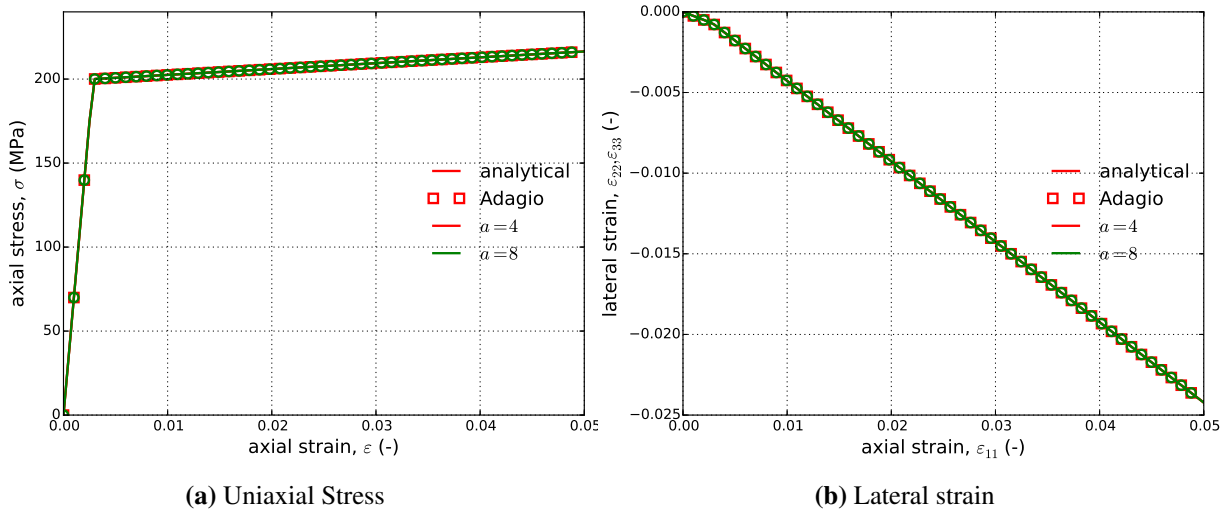 200
150
100
50
0
axial stress, σ (MPa)
0.00 0.01 0.02 0.03 0.04 0.05
axial strain, ε (-)
analytical
Adagio
a = 4
a = 8
(a) Uniaxial Stress
0.000
−0.005
−0.010
−0.015
−0.020
−0.025
lateral strain, ε22,ε33 (-)
0.00 0.01 0.02 0.03 0.04 0.05
axial strain, ε11 (-)
analytical
Adagio
a = 4
a = 8
(b) Lateral strain